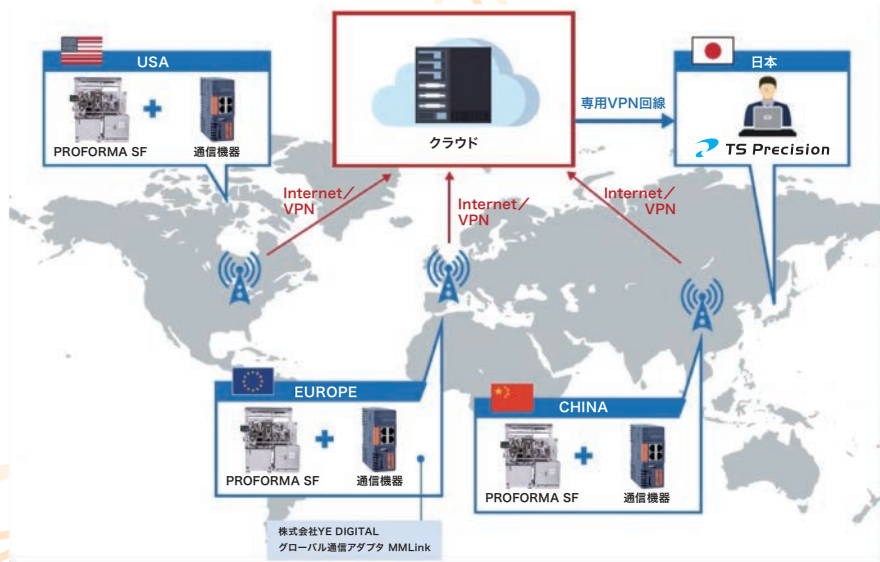 USA
PROFORMA SF
通信機器
クラウド
専用VPN回線
日本
TS Precision
Internet／
VPN
Internet／
VPN
Internet／
VPN
EUROPE
PROFORMA SF
通信機器
CHINA
PROFORMA SF
通信機器
株式会社YE DIGITAL
グローバル通信アダプタ MMLink